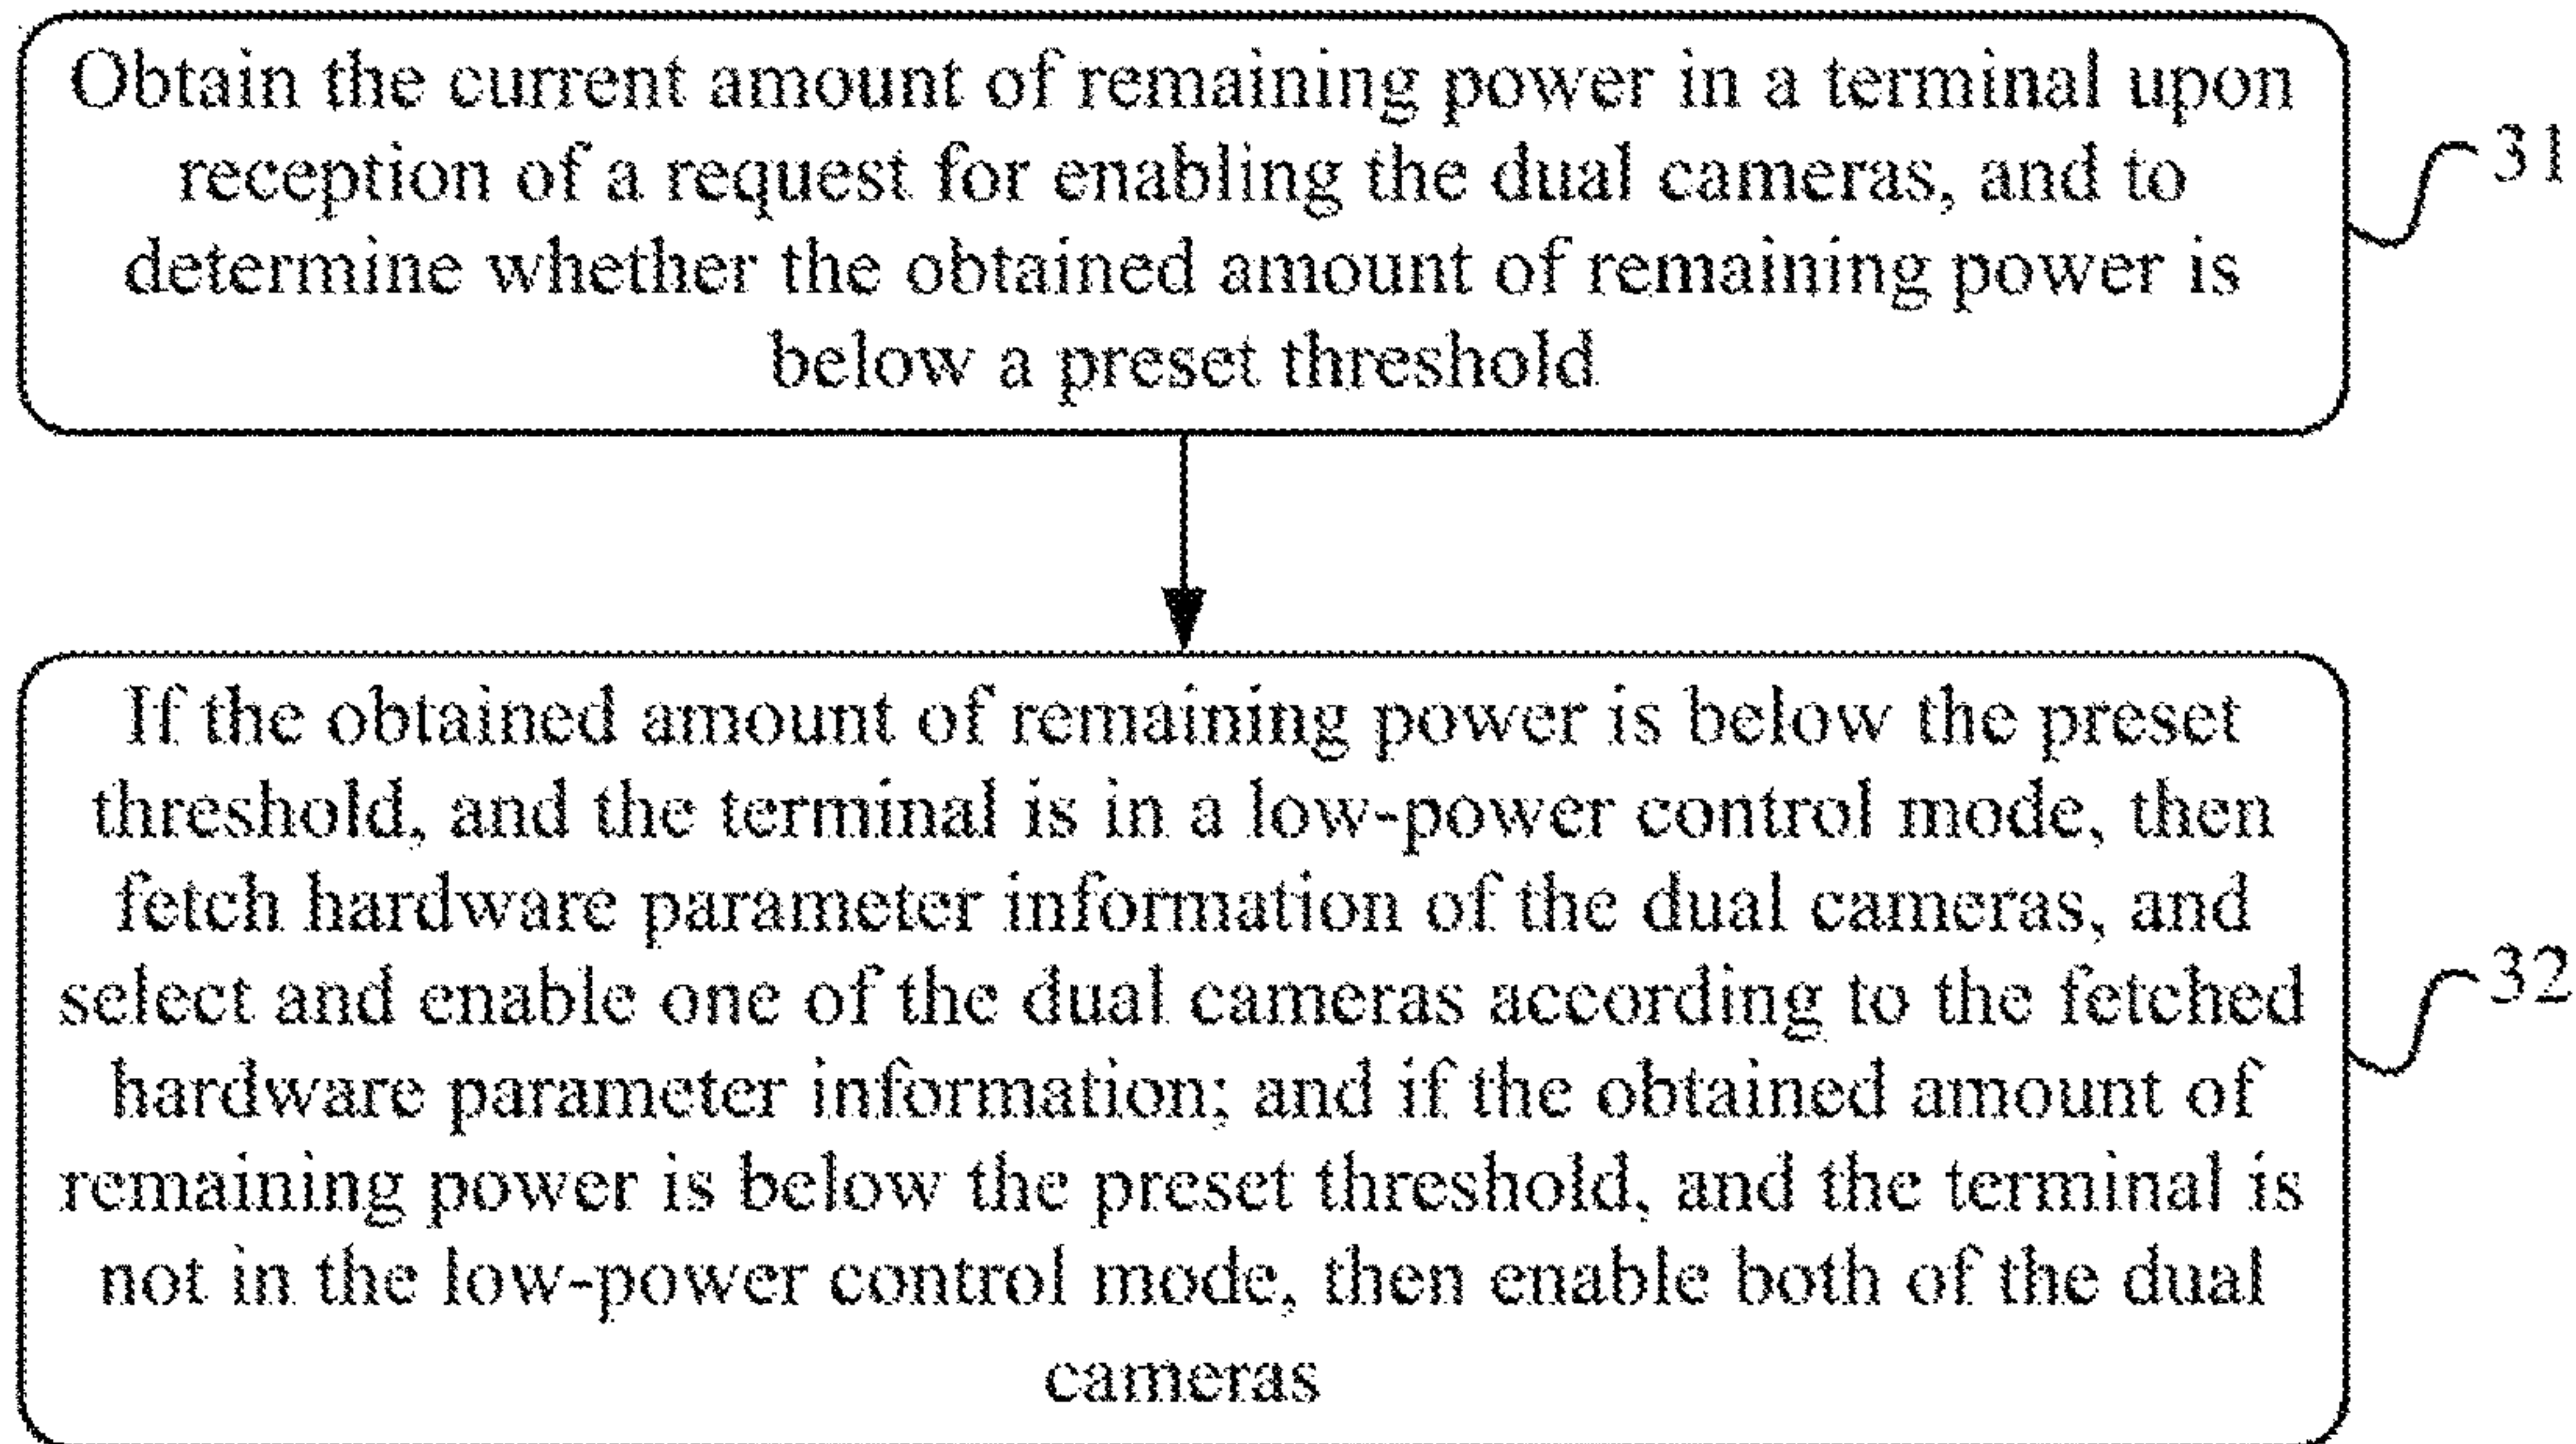 Obtain the current amount of remaining power in a terminal upon
reception of a request for enabling the dual cameras, and to
determine whether the obtained amount of remaining power is
below a preset threshold
31
If the obtained amount of remaining power is below the preset
threshold, and the terminal is in a low-power control mode, then
fetch hardware parameter information of the dual cameras, and
select and enable one of the dual cameras according to the fetched
hardware parameter information; and if the obtained amount of
remaining power is below the preset threshold, and the terminal is
not in the low-power control mode, then enable both of the dual
cameras
32